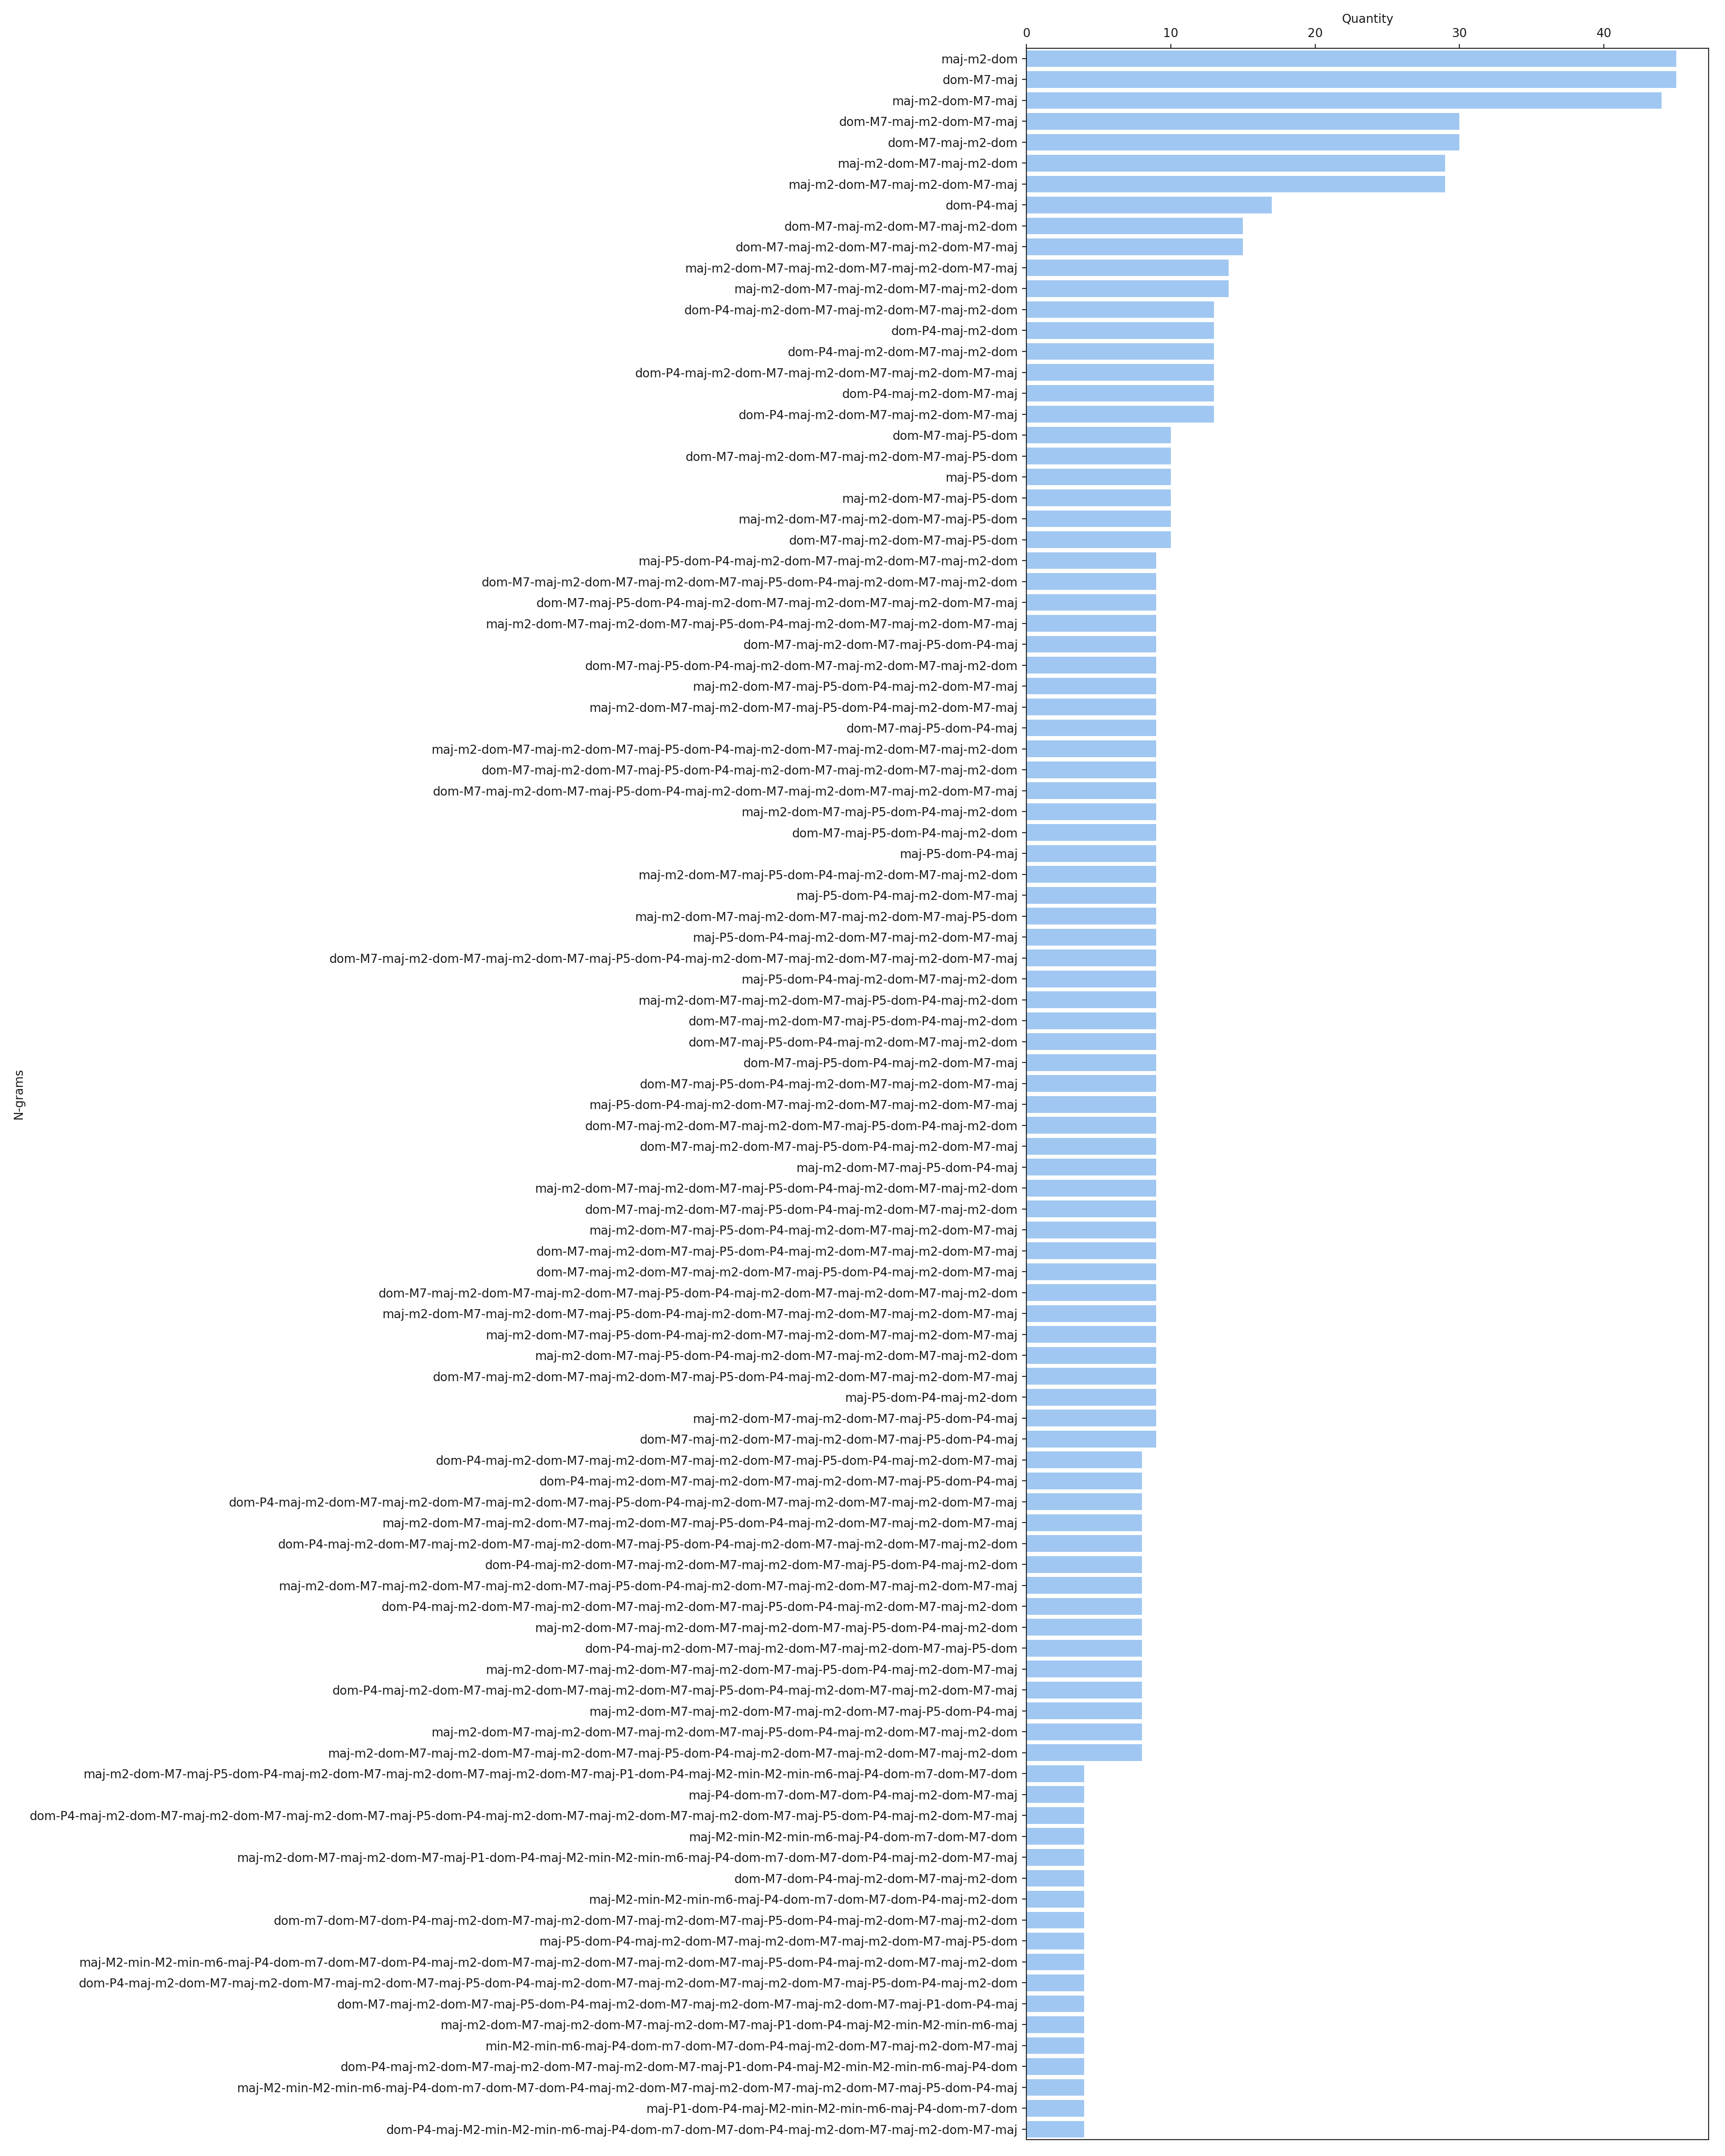 Quantity
0 10 20 30 40
maj-m2-dom
dom-M7-maj
maj-m2-dom-M7-maj
dom-M7-maj-m2-dom-M7-maj
dom-M7-maj-m2-dom
maj-m2-dom-M7-maj-m2-dom
maj-m2-dom-M7-maj-m2-dom-M7-maj
dom-P4-maj
dom-M7-maj-m2-dom-M7-maj-m2-dom
dom-M7-maj-m2-dom-M7-maj-m2-dom-M7-maj
maj-m2-dom-M7-maj-m2-dom-M7-maj-m2-dom-M7-maj
maj-m2-dom-M7-maj-m2-dom-M7-maj-m2-dom
dom-P4-maj-m2-dom-M7-maj-m2-dom-M7-maj-m2-dom
dom-P4-maj-m2-dom
dom-P4-maj-m2-dom-M7-maj-m2-dom
dom-P4-maj-m2-dom-M7-maj-m2-dom-M7-maj-m2-dom-M7-maj
dom-P4-maj-m2-dom-M7-maj
dom-P4-maj-m2-dom-M7-maj-m2-dom-M7-maj
dom-M7-maj-P5-dom
dom-M7-maj-m2-dom-M7-maj-m2-dom-M7-maj-P5-dom
maj-P5-dom
maj-m2-dom-M7-maj-P5-dom
maj-m2-dom-M7-maj-m2-dom-M7-maj-P5-dom
dom-M7-maj-m2-dom-M7-maj-P5-dom
maj-P5-dom-P4-maj-m2-dom-M7-maj-m2-dom-M7-maj-m2-dom
dom-M7-maj-m2-dom-M7-maj-m2-dom-M7-maj-P5-dom-P4-maj-m2-dom-M7-maj-m2-dom
dom-M7-maj-P5-dom-P4-maj-m2-dom-M7-maj-m2-dom-M7-maj-m2-dom-M7-maj
maj-m2-dom-M7-maj-m2-dom-M7-maj-P5-dom-P4-maj-m2-dom-M7-maj-m2-dom-M7-maj
dom-M7-maj-m2-dom-M7-maj-P5-dom-P4-maj
dom-M7-maj-P5-dom-P4-maj-m2-dom-M7-maj-m2-dom-M7-maj-m2-dom
maj-m2-dom-M7-maj-P5-dom-P4-maj-m2-dom-M7-maj
maj-m2-dom-M7-maj-m2-dom-M7-maj-P5-dom-P4-maj-m2-dom-M7-maj
dom-M7-maj-P5-dom-P4-maj
maj-m2-dom-M7-maj-m2-dom-M7-maj-P5-dom-P4-maj-m2-dom-M7-maj-m2-dom-M7-maj-m2-dom
dom-M7-maj-m2-dom-M7-maj-P5-dom-P4-maj-m2-dom-M7-maj-m2-dom-M7-maj-m2-dom
dom-M7-maj-m2-dom-M7-maj-P5-dom-P4-maj-m2-dom-M7-maj-m2-dom-M7-maj-m2-dom-M7-maj
maj-m2-dom-M7-maj-P5-dom-P4-maj-m2-dom
dom-M7-maj-P5-dom-P4-maj-m2-dom
maj-P5-dom-P4-maj
maj-m2-dom-M7-maj-P5-dom-P4-maj-m2-dom-M7-maj-m2-dom
maj-P5-dom-P4-maj-m2-dom-M7-maj
maj-m2-dom-M7-maj-m2-dom-M7-maj-m2-dom-M7-maj-P5-dom
maj-P5-dom-P4-maj-m2-dom-M7-maj-m2-dom-M7-maj
dom-M7-maj-m2-dom-M7-maj-m2-dom-M7-maj-P5-dom-P4-maj-m2-dom-M7-maj-m2-dom-M7-maj-m2-dom-M7-maj
maj-P5-dom-P4-maj-m2-dom-M7-maj-m2-dom
maj-m2-dom-M7-maj-m2-dom-M7-maj-P5-dom-P4-maj-m2-dom
dom-M7-maj-m2-dom-M7-maj-P5-dom-P4-maj-m2-dom
dom-M7-maj-P5-dom-P4-maj-m2-dom-M7-maj-m2-dom
dom-M7-maj-P5-dom-P4-maj-m2-dom-M7-maj
dom-M7-maj-P5-dom-P4-maj-m2-dom-M7-maj-m2-dom-M7-maj
maj-P5-dom-P4-maj-m2-dom-M7-maj-m2-dom-M7-maj-m2-dom-M7-maj
dom-M7-maj-m2-dom-M7-maj-m2-dom-M7-maj-P5-dom-P4-maj-m2-dom
dom-M7-maj-m2-dom-M7-maj-P5-dom-P4-maj-m2-dom-M7-maj
maj-m2-dom-M7-maj-P5-dom-P4-maj
maj-m2-dom-M7-maj-m2-dom-M7-maj-P5-dom-P4-maj-m2-dom-M7-maj-m2-dom
dom-M7-maj-m2-dom-M7-maj-P5-dom-P4-maj-m2-dom-M7-maj-m2-dom
maj-m2-dom-M7-maj-P5-dom-P4-maj-m2-dom-M7-maj-m2-dom-M7-maj
dom-M7-maj-m2-dom-M7-maj-P5-dom-P4-maj-m2-dom-M7-maj-m2-dom-M7-maj
dom-M7-maj-m2-dom-M7-maj-m2-dom-M7-maj-P5-dom-P4-maj-m2-dom-M7-maj
dom-M7-maj-m2-dom-M7-maj-m2-dom-M7-maj-P5-dom-P4-maj-m2-dom-M7-maj-m2-dom-M7-maj-m2-dom
maj-m2-dom-M7-maj-m2-dom-M7-maj-P5-dom-P4-maj-m2-dom-M7-maj-m2-dom-M7-maj-m2-dom-M7-maj
maj-m2-dom-M7-maj-P5-dom-P4-maj-m2-dom-M7-maj-m2-dom-M7-maj-m2-dom-M7-maj
maj-m2-dom-M7-maj-P5-dom-P4-maj-m2-dom-M7-maj-m2-dom-M7-maj-m2-dom
dom-M7-maj-m2-dom-M7-maj-m2-dom-M7-maj-P5-dom-P4-maj-m2-dom-M7-maj-m2-dom-M7-maj
maj-P5-dom-P4-maj-m2-dom
maj-m2-dom-M7-maj-m2-dom-M7-maj-P5-dom-P4-maj
dom-M7-maj-m2-dom-M7-maj-m2-dom-M7-maj-P5-dom-P4-maj
dom-P4-maj-m2-dom-M7-maj-m2-dom-M7-maj-m2-dom-M7-maj-P5-dom-P4-maj-m2-dom-M7-maj
dom-P4-maj-m2-dom-M7-maj-m2-dom-M7-maj-m2-dom-M7-maj-P5-dom-P4-maj
dom-P4-maj-m2-dom-M7-maj-m2-dom-M7-maj-m2-dom-M7-maj-P5-dom-P4-maj-m2-dom-M7-maj-m2-dom-M7-maj-m2-dom-M7-maj
maj-m2-dom-M7-maj-m2-dom-M7-maj-m2-dom-M7-maj-P5-dom-P4-maj-m2-dom-M7-maj-m2-dom-M7-maj
dom-P4-maj-m2-dom-M7-maj-m2-dom-M7-maj-m2-dom-M7-maj-P5-dom-P4-maj-m2-dom-M7-maj-m2-dom-M7-maj-m2-dom
dom-P4-maj-m2-dom-M7-maj-m2-dom-M7-maj-m2-dom-M7-maj-P5-dom-P4-maj-m2-dom
maj-m2-dom-M7-maj-m2-dom-M7-maj-m2-dom-M7-maj-P5-dom-P4-maj-m2-dom-M7-maj-m2-dom-M7-maj-m2-dom-M7-maj
dom-P4-maj-m2-dom-M7-maj-m2-dom-M7-maj-m2-dom-M7-maj-P5-dom-P4-maj-m2-dom-M7-maj-m2-dom
maj-m2-dom-M7-maj-m2-dom-M7-maj-m2-dom-M7-maj-P5-dom-P4-maj-m2-dom
dom-P4-maj-m2-dom-M7-maj-m2-dom-M7-maj-m2-dom-M7-maj-P5-dom
maj-m2-dom-M7-maj-m2-dom-M7-maj-m2-dom-M7-maj-P5-dom-P4-maj-m2-dom-M7-maj
dom-P4-maj-m2-dom-M7-maj-m2-dom-M7-maj-m2-dom-M7-maj-P5-dom-P4-maj-m2-dom-M7-maj-m2-dom-M7-maj
maj-m2-dom-M7-maj-m2-dom-M7-maj-m2-dom-M7-maj-P5-dom-P4-maj
maj-m2-dom-M7-maj-m2-dom-M7-maj-m2-dom-M7-maj-P5-dom-P4-maj-m2-dom-M7-maj-m2-dom
maj-m2-dom-M7-maj-m2-dom-M7-maj-m2-dom-M7-maj-P5-dom-P4-maj-m2-dom-M7-maj-m2-dom-M7-maj-m2-dom
maj-m2-dom-M7-maj-P5-dom-P4-maj-m2-dom-M7-maj-m2-dom-M7-maj-m2-dom-M7-maj-P1-dom-P4-maj-M2-min-M2-min-m6-maj-P4-dom-m7-dom-M7-dom
maj-P4-dom-m7-dom-M7-dom-P4-maj-m2-dom-M7-maj
dom-P4-maj-m2-dom-M7-maj-m2-dom-M7-maj-m2-dom-M7-maj-P5-dom-P4-maj-m2-dom-M7-maj-m2-dom-M7-maj-m2-dom-M7-maj-P5-dom-P4-maj-m2-dom-M7-maj
maj-M2-min-M2-min-m6-maj-P4-dom-m7-dom-M7-dom
maj-m2-dom-M7-maj-m2-dom-M7-maj-P1-dom-P4-maj-M2-min-M2-min-m6-maj-P4-dom-m7-dom-M7-dom-P4-maj-m2-dom-M7-maj
dom-M7-dom-P4-maj-m2-dom-M7-maj-m2-dom
maj-M2-min-M2-min-m6-maj-P4-dom-m7-dom-M7-dom-P4-maj-m2-dom
dom-m7-dom-M7-dom-P4-maj-m2-dom-M7-maj-m2-dom-M7-maj-m2-dom-M7-maj-P5-dom-P4-maj-m2-dom-M7-maj-m2-dom
maj-P5-dom-P4-maj-m2-dom-M7-maj-m2-dom-M7-maj-m2-dom-M7-maj-P5-dom
maj-M2-min-M2-min-m6-maj-P4-dom-m7-dom-M7-dom-P4-maj-m2-dom-M7-maj-m2-dom-M7-maj-m2-dom-M7-maj-P5-dom-P4-maj-m2-dom-M7-maj-m2-dom
dom-P4-maj-m2-dom-M7-maj-m2-dom-M7-maj-m2-dom-M7-maj-P5-dom-P4-maj-m2-dom-M7-maj-m2-dom-M7-maj-m2-dom-M7-maj-P5-dom-P4-maj-m2-dom
dom-M7-maj-m2-dom-M7-maj-P5-dom-P4-maj-m2-dom-M7-maj-m2-dom-M7-maj-m2-dom-M7-maj-P1-dom-P4-maj
maj-m2-dom-M7-maj-m2-dom-M7-maj-m2-dom-M7-maj-P1-dom-P4-maj-M2-min-M2-min-m6-maj
min-M2-min-m6-maj-P4-dom-m7-dom-M7-dom-P4-maj-m2-dom-M7-maj-m2-dom-M7-maj
dom-P4-maj-m2-dom-M7-maj-m2-dom-M7-maj-m2-dom-M7-maj-P1-dom-P4-maj-M2-min-M2-min-m6-maj-P4-dom
maj-M2-min-M2-min-m6-maj-P4-dom-m7-dom-M7-dom-P4-maj-m2-dom-M7-maj-m2-dom-M7-maj-m2-dom-M7-maj-P5-dom-P4-maj
maj-P1-dom-P4-maj-M2-min-M2-min-m6-maj-P4-dom-m7-dom
dom-P4-maj-M2-min-M2-min-m6-maj-P4-dom-m7-dom-M7-dom-P4-maj-m2-dom-M7-maj-m2-dom-M7-maj
N-grams